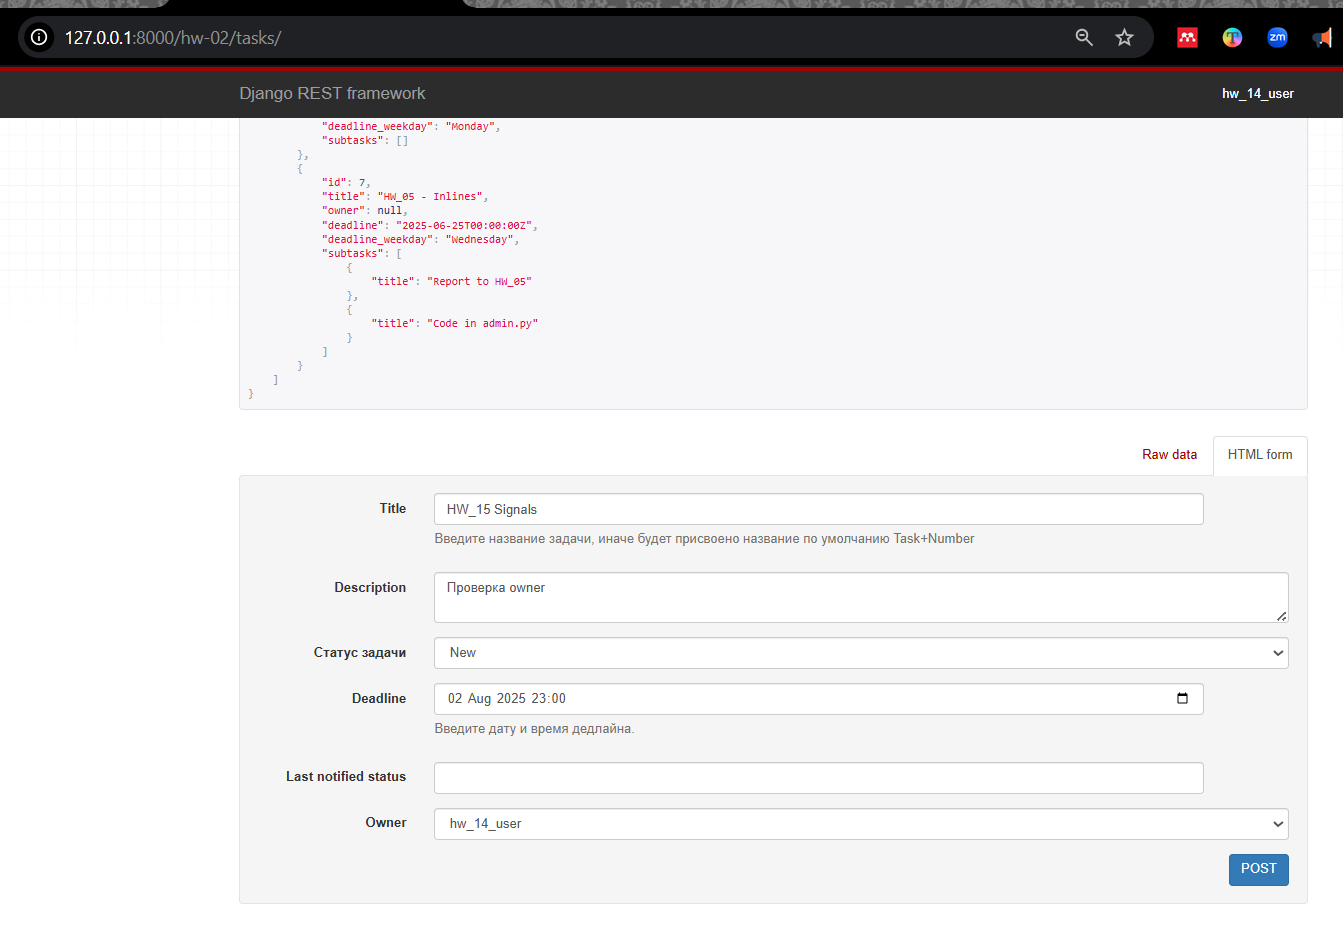 127.0.0.1:8000/hw-02/tasks/
zm
Django REST framework
hw_14_user
"deadline_weekday": "Monday",
"subtasks": []
},
{
"id": 7,
"title": "HW_05 - Inlines",
"owner": null,
"deadline": "2025-06-25T00:00:00Z",
"deadline_weekday": "Wednesday",
"subtasks": [
{
"title": "Report to HW_05"
},
{
"title": "Code in admin.py"
}
]
}
]
}
Raw data
HTML form
Title
HW_15 Signals
Введите название задачи, иначе будет присвоено название по умолчанию Task+Number
Description
Проверка owner
Статус задачи
New
Deadline
02 Aug 2025 23:00
Введите дату и время дедлайна.
Last notified status
Owner
hw_14_user
POST